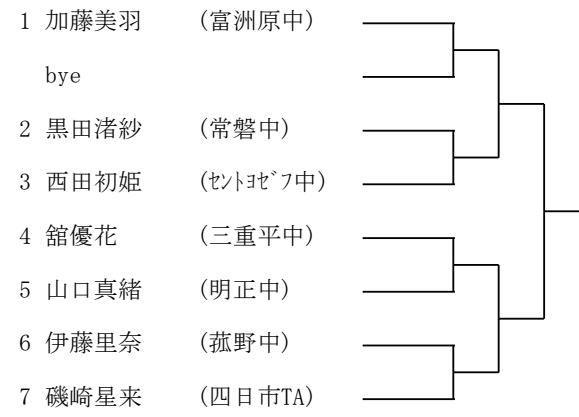 1 加藤美羽 (富洲原中)
bye
2 黒田渚紗 (常磐中)
3 西田初姫 (ｾﾝﾄﾖｾﾞﾌ中)
4 舘優花 (三重平中)
5 山口真緒 (明正中)
6 伊藤里奈 (菰野中)
7 磯崎星来 (四日市TA)